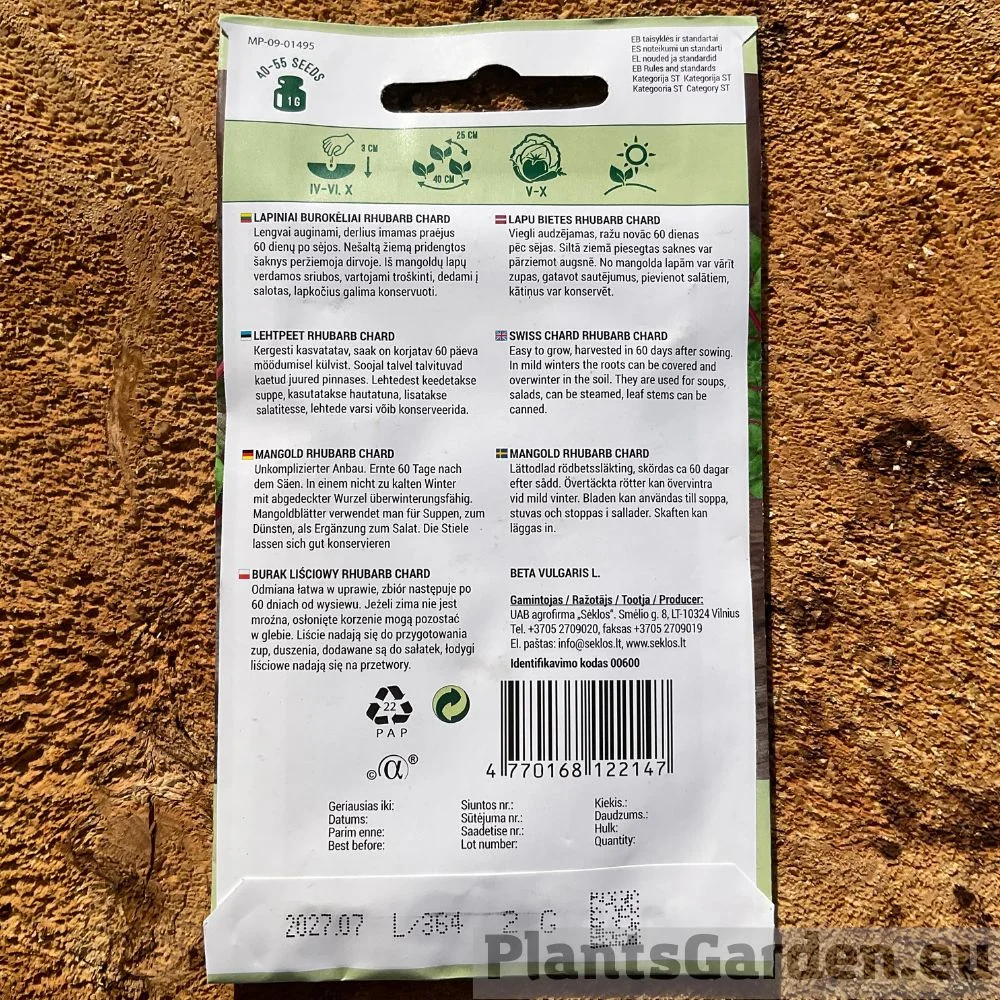 MP-09-01495
40-55 SEEDS
1 G
EB taisyklės ir standartai
ES noteikumi un standarti
EL nouded ja standardid
EB Rules and standards
Kategorija ST Kategorija ST
Kategooria ST Category ST
3 CM
IV-VI, X
25 CM
40 CM
V-X
LAPINIAI BUROKĖLIAI RHUBARB CHARD
Lengvai auginami, derlius imamas praėjus
60 dienų po sėjos. Nešaltą žiemą pridengtos
šaknys peržiemoja dirvoje. Iš mangoldų lapų
verdamos sriubos, vartojami troškinti, dedami į
salotas, lapkočius galima konservuoti.
LAPU BIETES RHUBARB CHARD
Viegli audzējamas, ražu novāc 60 dienas
pēc sējas. Siltā ziemā piesegtas saknes var
pārziemot augsnē. No mangolda lapām var vārīt
zupas, gatavot sautējumus, pievienot salātiem,
kātiņus var konservēt.
LEHTPEET RHUBARB CHARD
Kergesti kasvatatav, saak on korjatav 60 päeva
möödumisel külvist. Soojal talvel talvituvad
kaetud juured pinnases. Lehtedest keedetakse
suppe, kasutatakse hautatuna, lisatakse
salatitesse, lehtede varsi võib konserveerida.
SWISS CHARD RHUBARB CHARD
Easy to grow, harvested in 60 days after sowing.
In mild winters the roots can be covered and
overwinter in the soil. They are used for soups,
salads, can be steamed, leaf stems can be
canned.
MANGOLD RHUBARB CHARD
Unkomplizierter Anbau. Ernte 60 Tage nach
dem Säen. In einem nicht zu kalten Winter
mit abgedeckter Wurzel überwinterungsfähig.
Mangoldblätter verwendet man für Suppen, zum
Dünsten, als Ergänzung zum Salat. Die Stiele
lassen sich gut konservieren
MANGOLD RHUBARB CHARD
Lättodlad rödbetssläkting, skördas ca 60 dagar
efter sådd. Övertäckta rötter kan övervintra
vid mild vinter. Bladen kan användas till soppa,
stuvas och stoppas i sallader. Skaften kan
läggas in.
BURAK LIŚCIOWY RHUBARB CHARD
Odmiana łatwa w uprawie, zbiór następuje po
60 dniach od wysiewu. Jeżeli zima nie jest
mroźna, osłonięte korzenie mogą pozostać
w glebie. Liście nadają się do przygotowania
zup, duszenia, dodawane są do sałatek, łodygi
liściowe nadają się na przetwory.
BETA VULGARIS L.
Gamintojas / Ražotājs / Tootja / Producer:
UAB agrofirma „Sėklos". Smėlio g. 8, LT-10324 Vilnius
Tel. +3705 2709020, faksas +3705 2709019
El. paštas: info@seklos.lt, www.seklos.lt
Identifikavimo kodas 00600
22
PAP
©α®
4 770168 122147
Geriausias iki:
Datums:
Parim enne:
Best before:
Siuntos nr.:
Sūtējuma nr.:
Saadetise nr.:
Lot number:
Kiekis.:
Daudzums.:
Hulk:
Quantity:
2027.07 L/364 2 G
PlantsGarden.eu